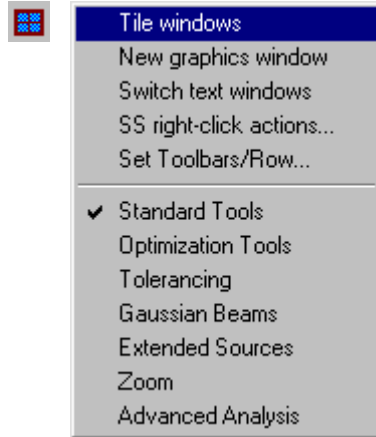 Tile windows
New graphics window
Switch text windows
SS right-click actions...
Set Toolbars/Row...
Standard Tools
Optimization Tools
Tolerancing
Gaussian Beams
Extended Sources
Zoom
Advanced Analysis